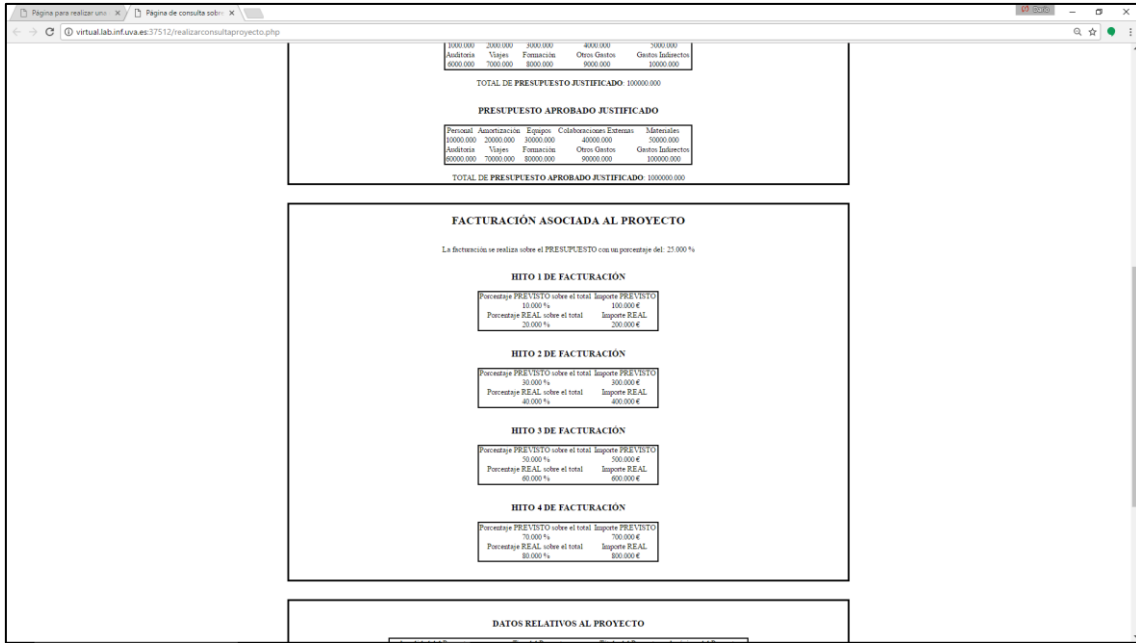 Página para realizar una
Página de consulta sobre
virtual.lab.inf.uva.es:37512/realizarconsultaproyecto.php
1000.000 2000.000 3000.000 4000.000 5000.000
Auditoria Viajes Formación Otros Gastos Gastos Indirectos
6000.000 7000.000 8000.000 9000.000 10000.000
TOTAL DE PRESUPUESTO JUSTIFICADO: 100000.000
PRESUPUESTO APROBADO JUSTIFICADO
Personal Amortización Equipos Colaboraciones Externas Materiales
10000.000 20000.000 30000.000 40000.000 50000.000
Auditoria Viajes Formación Otros Gastos Gastos Indirectos
60000.000 70000.000 80000.000 90000.000 100000.000
TOTAL DE PRESUPUESTO APROBADO JUSTIFICADO: 1000000.000
FACTURACIÓN ASOCIADA AL PROYECTO
La facturación se realiza sobre el PRESUPUESTO con un porcentaje del: 25.000 %
HITO 1 DE FACTURACIÓN
Porcentaje PREVISTO sobre el total Importe PREVISTO
10.000 % 100.000 €
Porcentaje REAL sobre el total Importe REAL
20.000 % 200.000 €
HITO 2 DE FACTURACIÓN
Porcentaje PREVISTO sobre el total Importe PREVISTO
30.000 % 300.000 €
Porcentaje REAL sobre el total Importe REAL
40.000 % 400.000 €
HITO 3 DE FACTURACIÓN
Porcentaje PREVISTO sobre el total Importe PREVISTO
50.000 % 500.000 €
Porcentaje REAL sobre el total Importe REAL
60.000 % 600.000 €
HITO 4 DE FACTURACIÓN
Porcentaje PREVISTO sobre el total Importe PREVISTO
70.000 % 700.000 €
Porcentaje REAL sobre el total Importe REAL
80.000 % 800.000 €
DATOS RELATIVOS AL PROYECTO